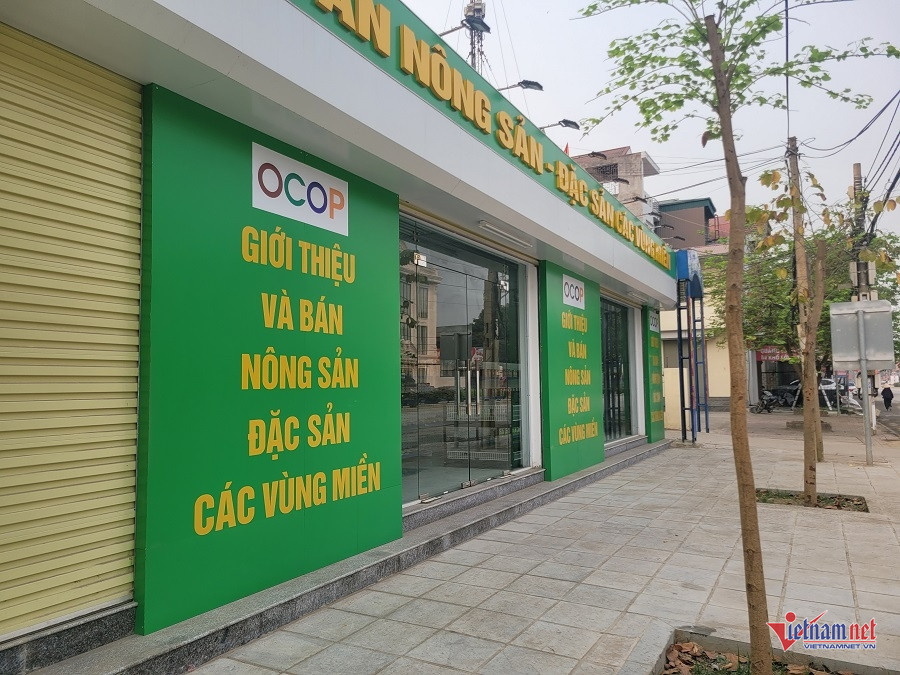 ÁN NÔNG SẢN - ĐẶC SẢN CÁC VÙNG MIỀN
OCOP
GIỚI THIỆU
VÀ BÁN
NÔNG SẢN
ĐẶC SẢN
CÁC VÙNG MIỀN
OCOP
GIỚI THIỆU
VÀ BÁN
NÔNG SẢN
ĐẶC SẢN
CÁC VÙNG MIỀN
Vietnamnet
VIETNAMNET.VN